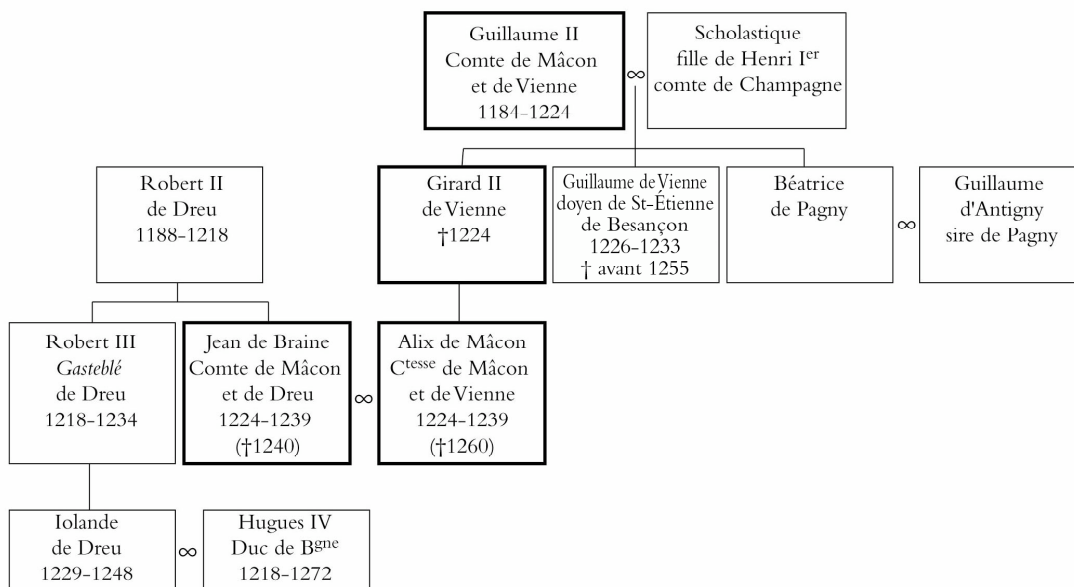 Guillaume II
Comte de Mâcon
et de Vienne
1184-1224
∞
Scholastique
fille de Henri Ier
comte de Champagne
Robert II
de Dreu
1188-1218
Girard II
de Vienne
†1224
Guillaume de Vienne
doyen de St-Étienne
de Besançon
1226-1233
† avant 1255
Béatrice
de Pagny
∞
Guillaume
d'Antigny
sire de Pagny
Robert III
Gasteblé
de Dreu
1218-1234
Jean de Braine
Comte de Mâcon
et de Dreu
1224-1239
(†1240)
∞
Alix de Mâcon
Ctesse de Mâcon
et de Vienne
1224-1239
(†1260)
Iolande
de Dreu
1229-1248
∞
Hugues IV
Duc de Bgne
1218-1272